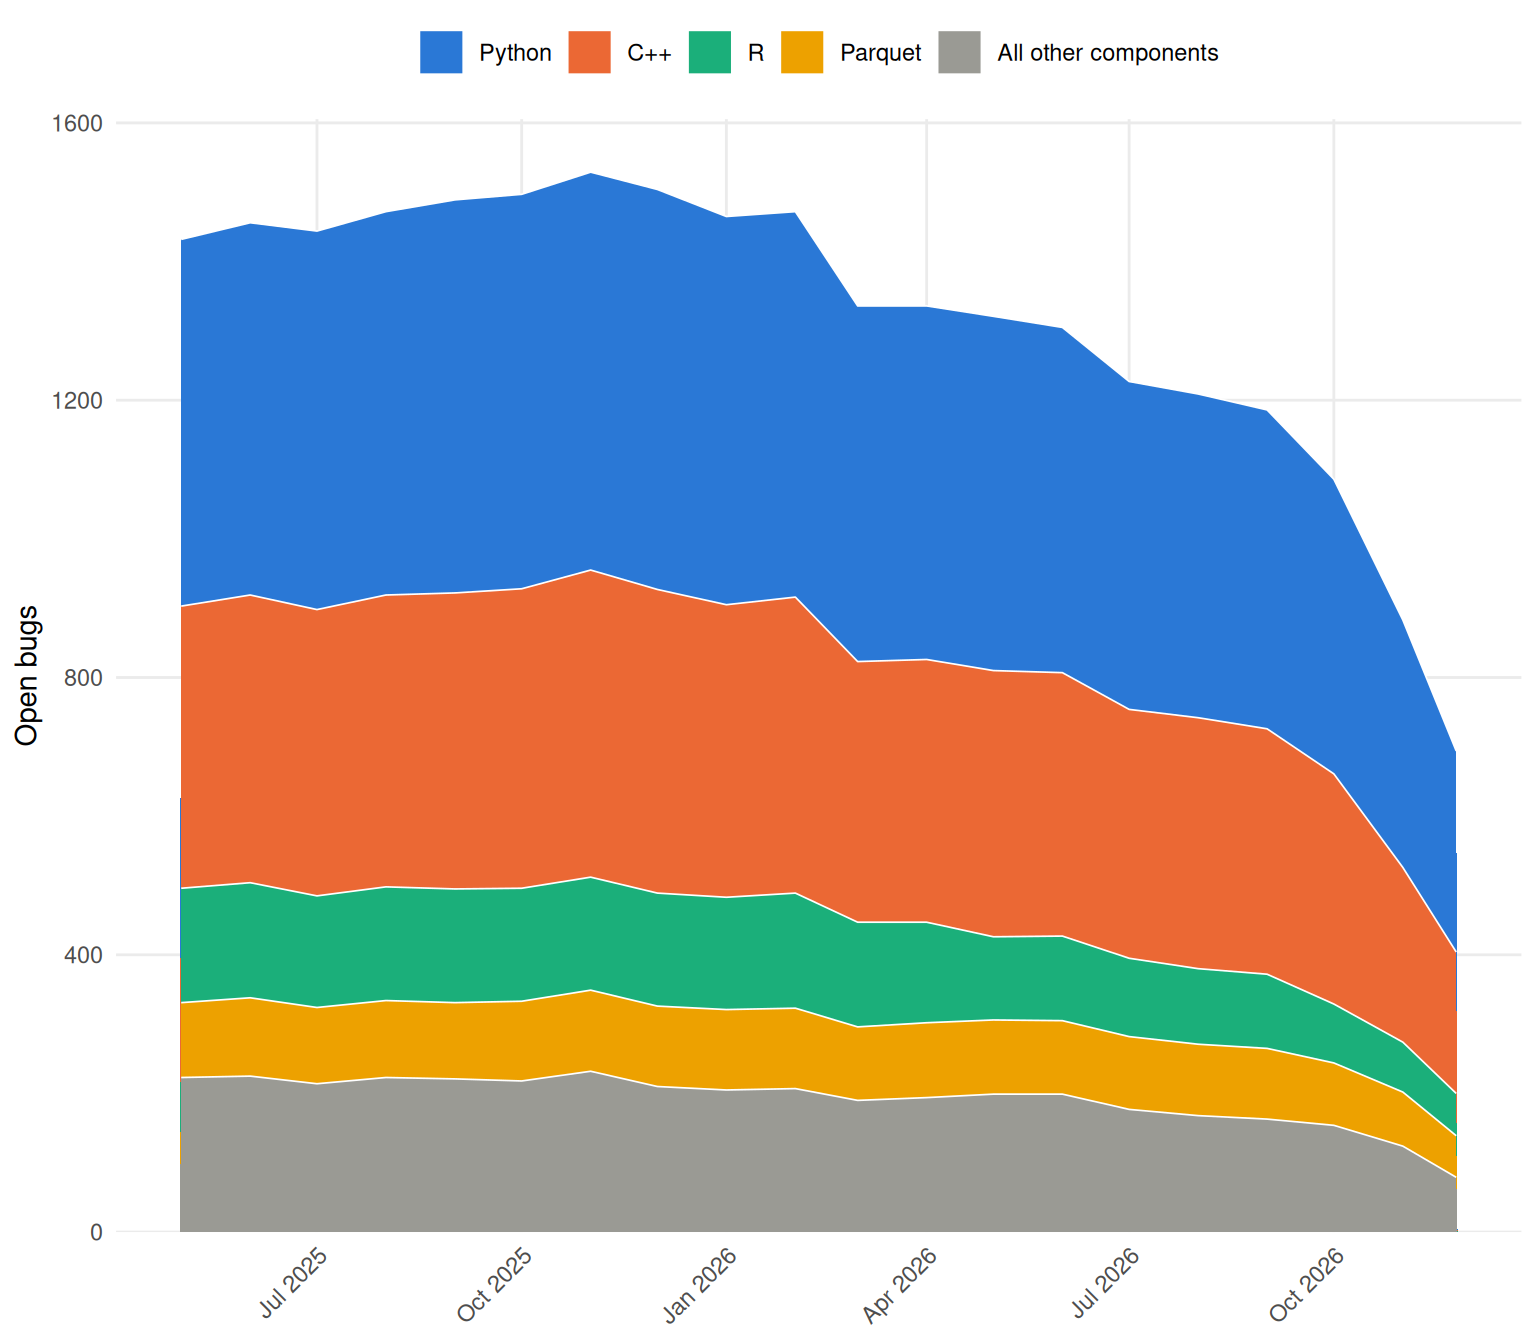 Python C++ R Parquet All other components
1600
1200
800
400
0
Open bugs
Jul 2025
Oct 2025
Jan 2026
Apr 2026
Jul 2026
Oct 2026